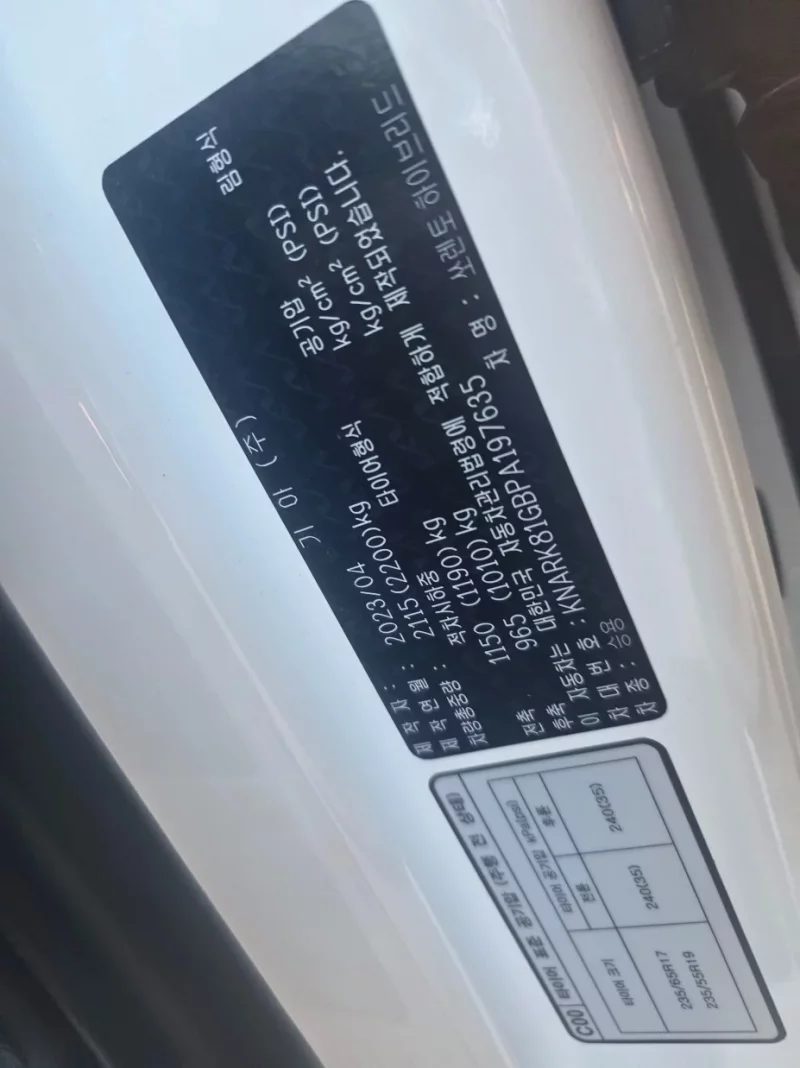 제 작 자 : 기 아 (주)
제 작 연 월 : 2023/04
차량총중량 : 2115(2200)kg
적차시하중 타이어형식 공기압 림형식
전축 : 1150 (1190) kg kg/cm² (PSI)
후축 965 (1010) kg kg/cm² (PSI)
이 자동차는 대한민국 자동차관리법령에 적합하게 제작되었습니다.
차 대 번 호 : KNARK81GBPA197635
차 종 : 승용 차 명 : 쏘렌토 하이브리드
C00 타이어 표준 공기압 (주행 전 상태)
타이어 크기 타이어 공기압 kPa(psi)
전륜 후륜
235/65R17 240(35) 240(35)
235/55R19